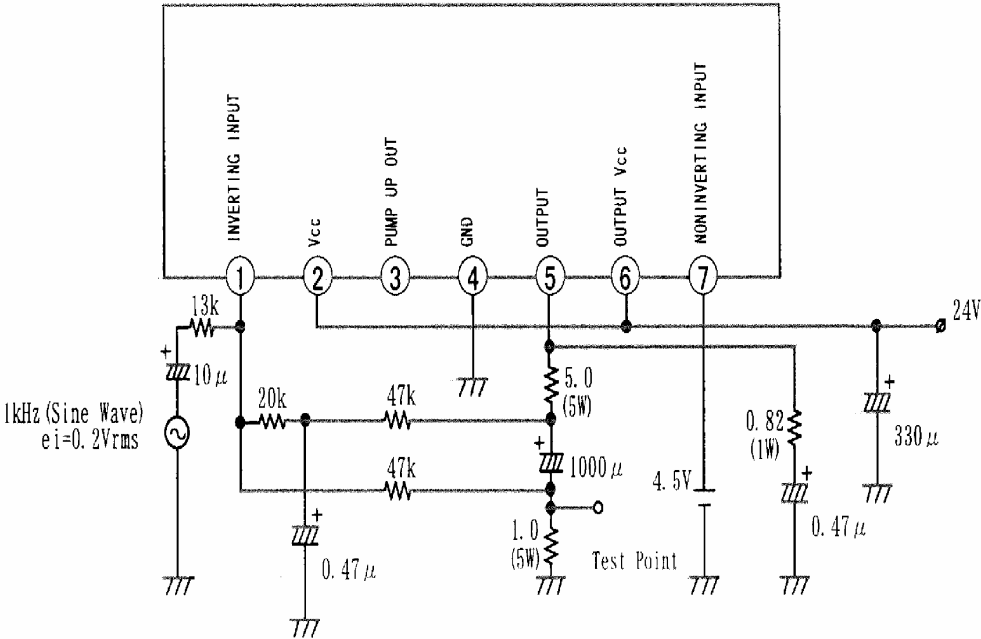 INVERTING INPUT
Vcc
PUMP UP OUT
GND
OUTPUT
OUTPUT Vcc
NONINVERTING INPUT
1
2
3
4
5
6
7
13k
24V
+
10μ
5.0
(5W)
+
20k
47k
1kHz(Sine Wave)
ei=0.2Vrms
0.82
(1W)
330μ
+
1000μ
47k
4.5V
+
+
1.0
(5W)
0.47μ
0.47μ
Test Point